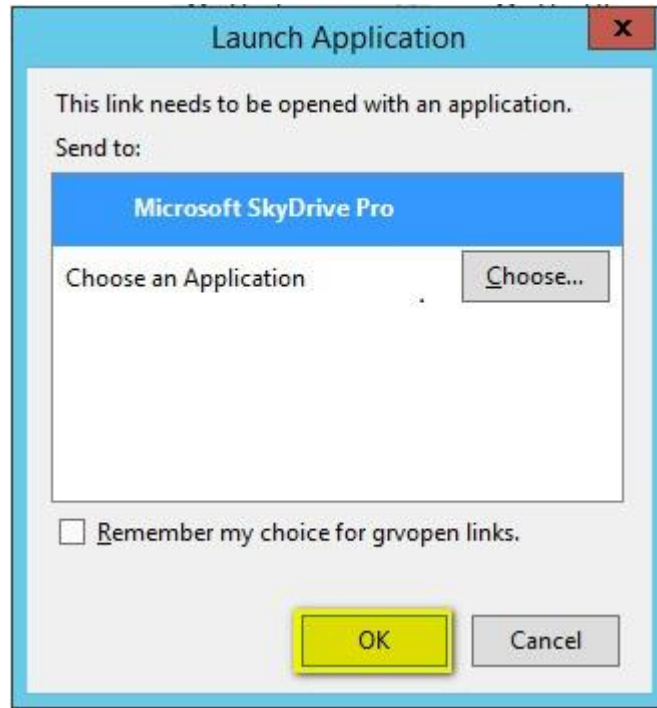 Launch Application
x
This link needs to be opened with an application.
Send to:
Microsoft SkyDrive Pro
Choose an Application
Choose...
Remember my choice for grvopen links.
OK
Cancel